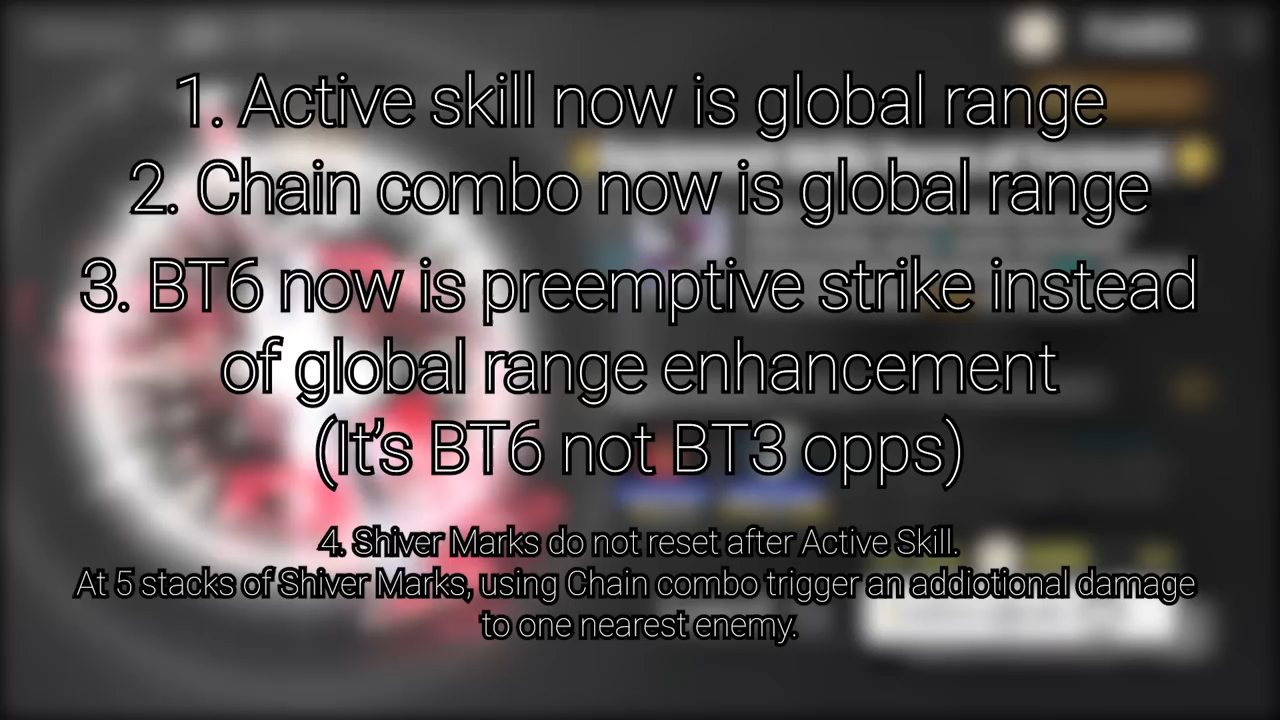 1. Active skill now is global range
2. Chain combo now is global range
3. BT6 now is preemptive strike instead
of global range enhancement
(It's BT6 not BT3 opps)
4. Shiver Marks do not reset after Active Skill.
At 5 stacks of Shiver Marks, using Chain combo trigger an addiotional damage
to one nearest enemy.